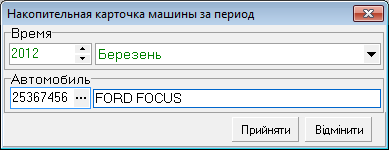 Накопительная карточка машины за период
Время
2012 Березень
Автомобиль
25367456 ... FORD FOCUS
Прийняти Відмінити